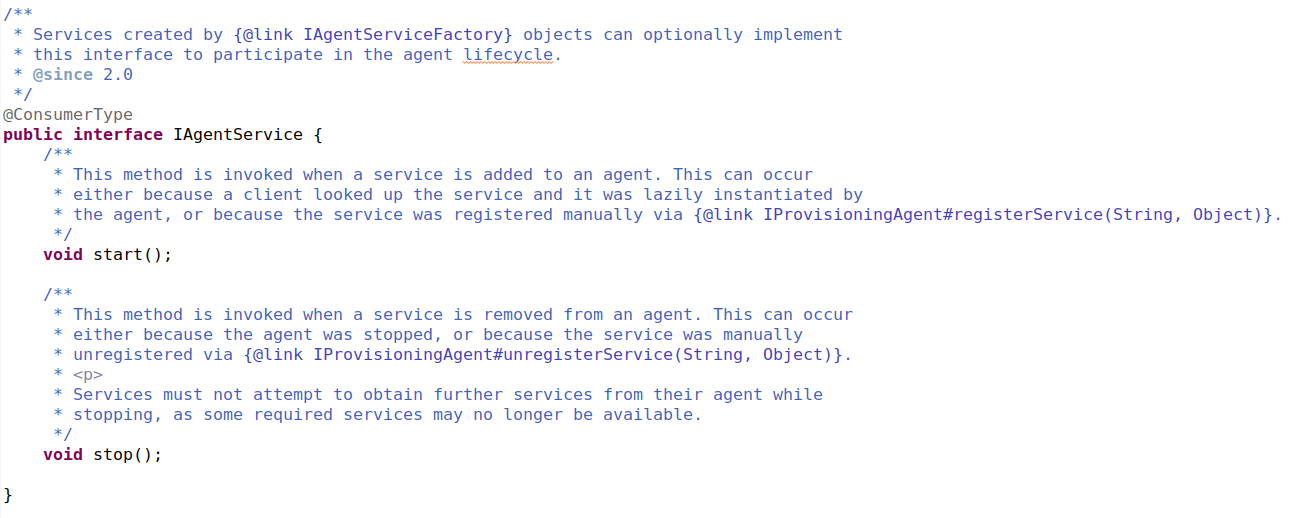 /**
 * Services created by {@link IAgentServiceFactory} objects can optionally implement
 * this interface to participate in the agent lifecycle.
 * @since 2.0
 */
@ConsumerType
public interface IAgentService {
    /**
     * This method is invoked when a service is added to an agent. This can occur
     * either because a client looked up the service and it was lazily instantiated by
     * the agent, or because the service was registered manually via {@link IProvisioningAgent#registerService(String, Object)}.
     */
    void start();

    /**
     * This method is invoked when a service is removed from an agent. This can occur
     * either because the agent was stopped, or because the service was manually
     * unregistered via {@link IProvisioningAgent#unregisterService(String, Object)}.
     * <p>
     * Services must not attempt to obtain further services from their agent while
     * stopping, as some required services may no longer be available.
     */
    void stop();

}